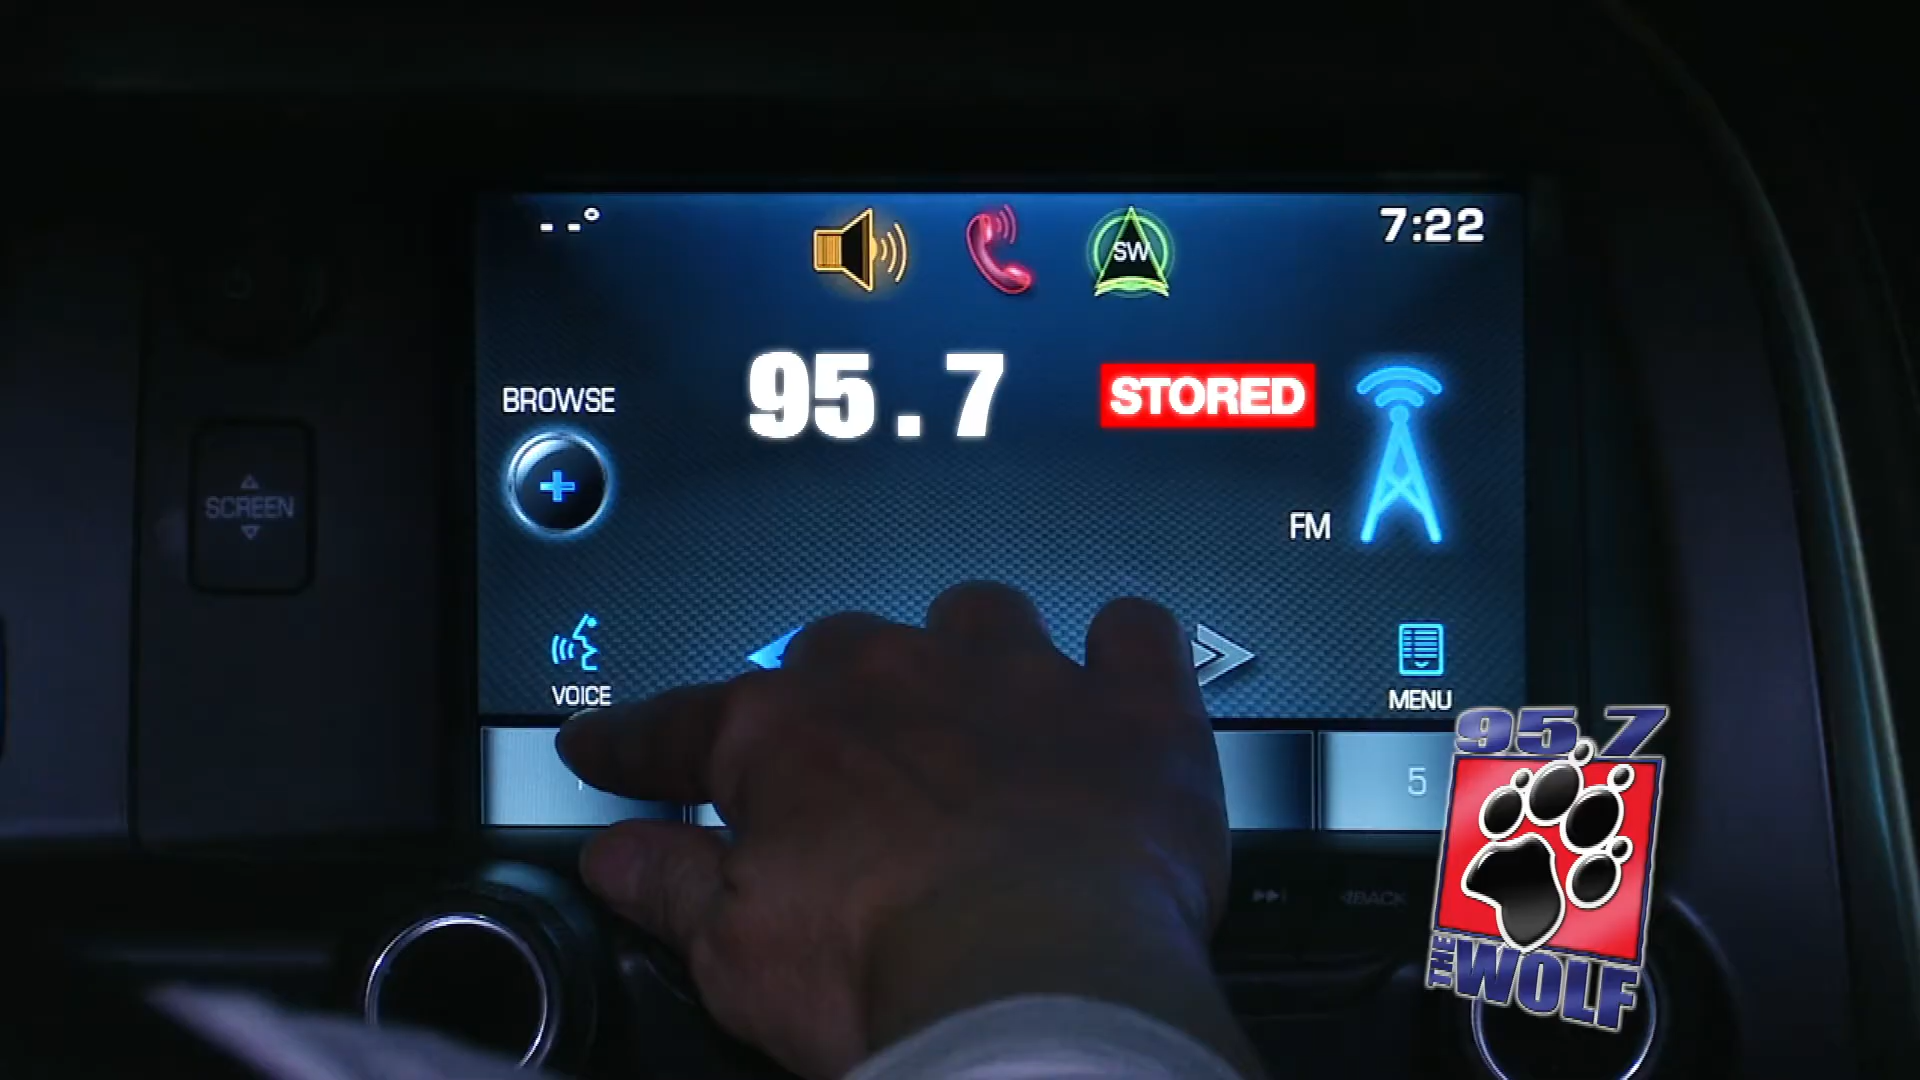 --°
SW
7:22
95.7
STORED
BROWSE
SCREEN
FM
VOICE
MENU
5
BACK
95.7
THE WOLF